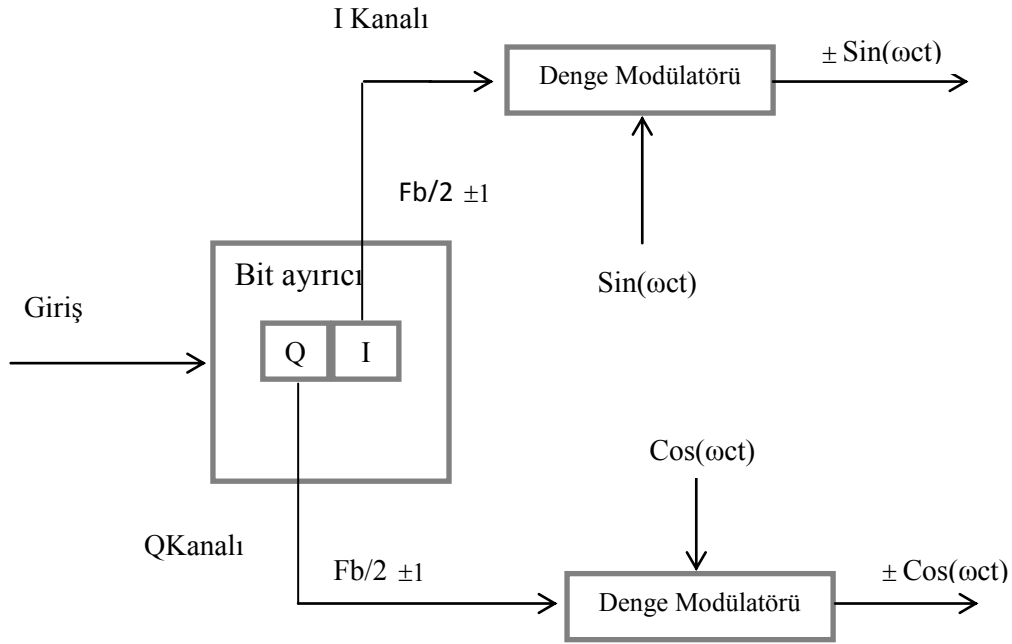 I Kanalı
Denge Modülatörü
± Sin(ωct)
Fb/2 ±1
Sin(ωct)
Bit ayırıcı
Giriş
Q
I
Cos(ωct)
QKanalı
Fb/2 ±1
Denge Modülatörü
± Cos(ωct)